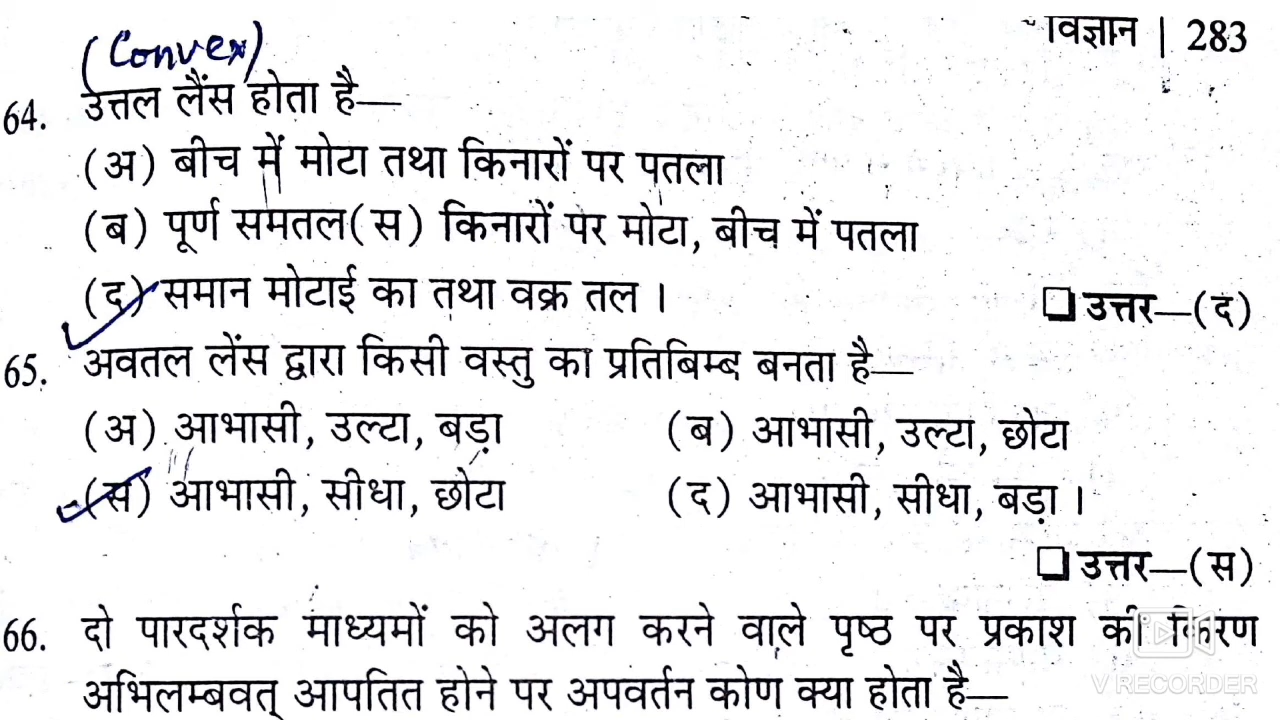 विज्ञान | 283
(Convex)
64. उत्तल लैंस होता है—
(अ) बीच में मोटा तथा किनारों पर पतला
(ब) पूर्ण समतल(स) किनारों पर मोटा, बीच में पतला
(द) समान मोटाई का तथा वक्र तल ।
❑ उत्तर—(द)
65. अवतल लेंस द्वारा किसी वस्तु का प्रतिबिम्ब बनता है—
(अ) आभासी, उल्टा, बड़ा (ब) आभासी, उल्टा, छोटा
(स) आभासी, सीधा, छोटा (द) आभासी, सीधा, बड़ा ।
❑ उत्तर—(स)
66. दो पारदर्शक माध्यमों को अलग करने वाले पृष्ठ पर प्रकाश की किरण
अभिलम्बवत् आपतित होने पर अपवर्तन कोण क्या होता है—
V RECORDER